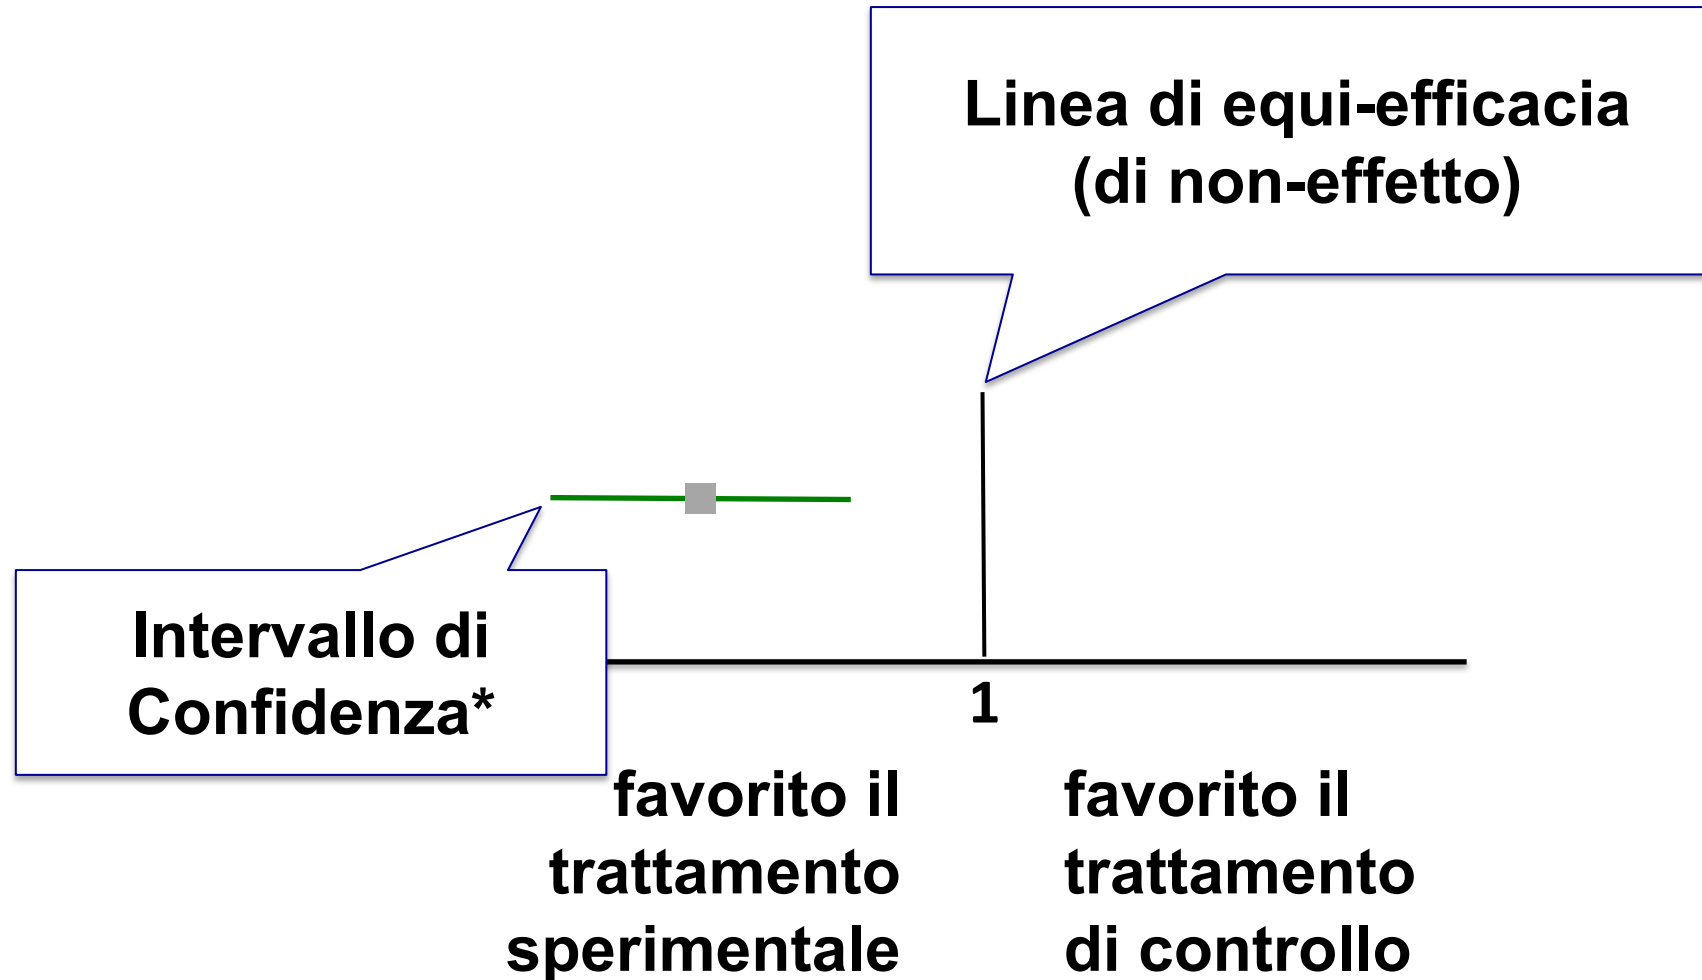 Linea di equi-efficacia
(di non-effetto)
Intervallo di
Confidenza*
1
favorito il
trattamento
sperimentale
favorito il
trattamento
di controllo